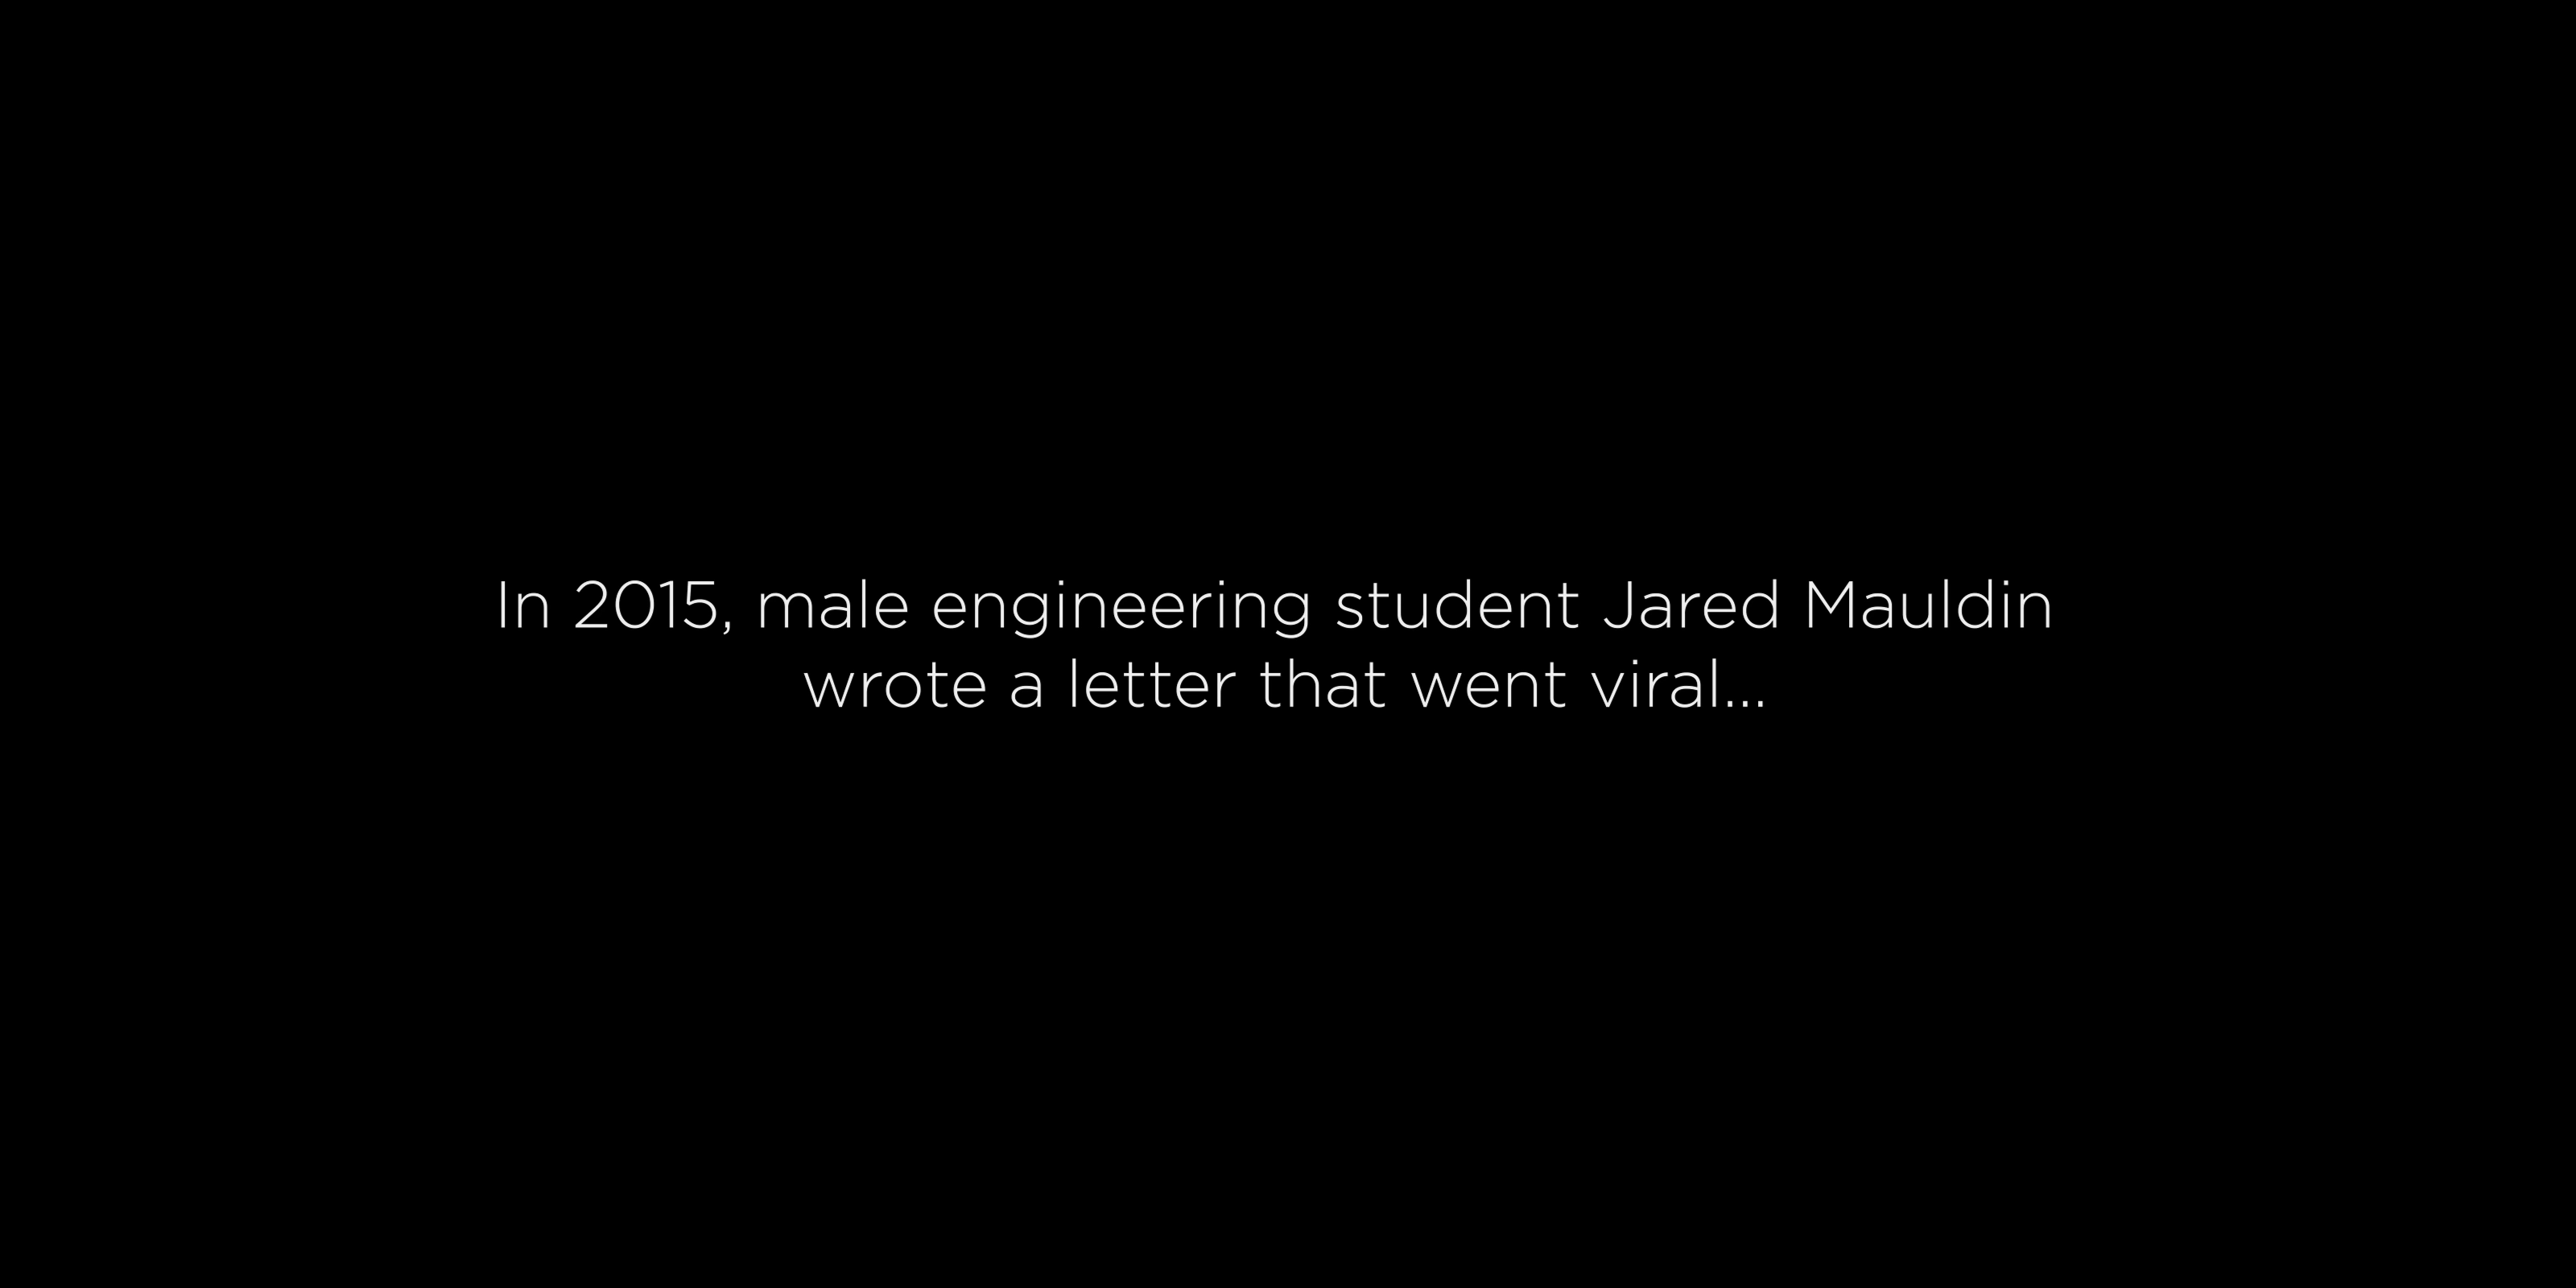 In 2015, male engineering student Jared Mauldin
wrote a letter that went viral...